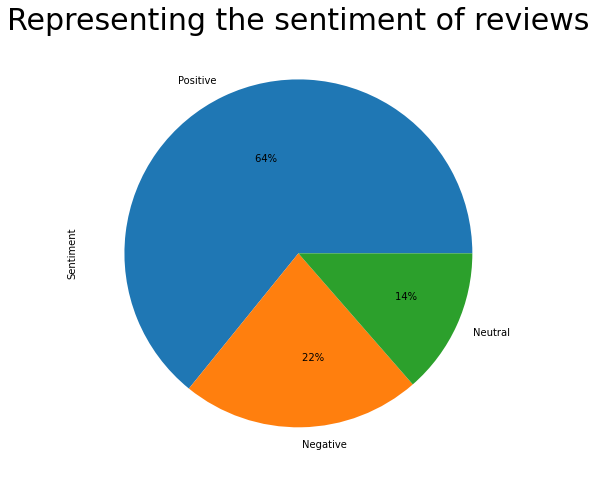 Representing the sentiment of reviews
Positive
64%
Sentiment
14%
Neutral
22%
Negative